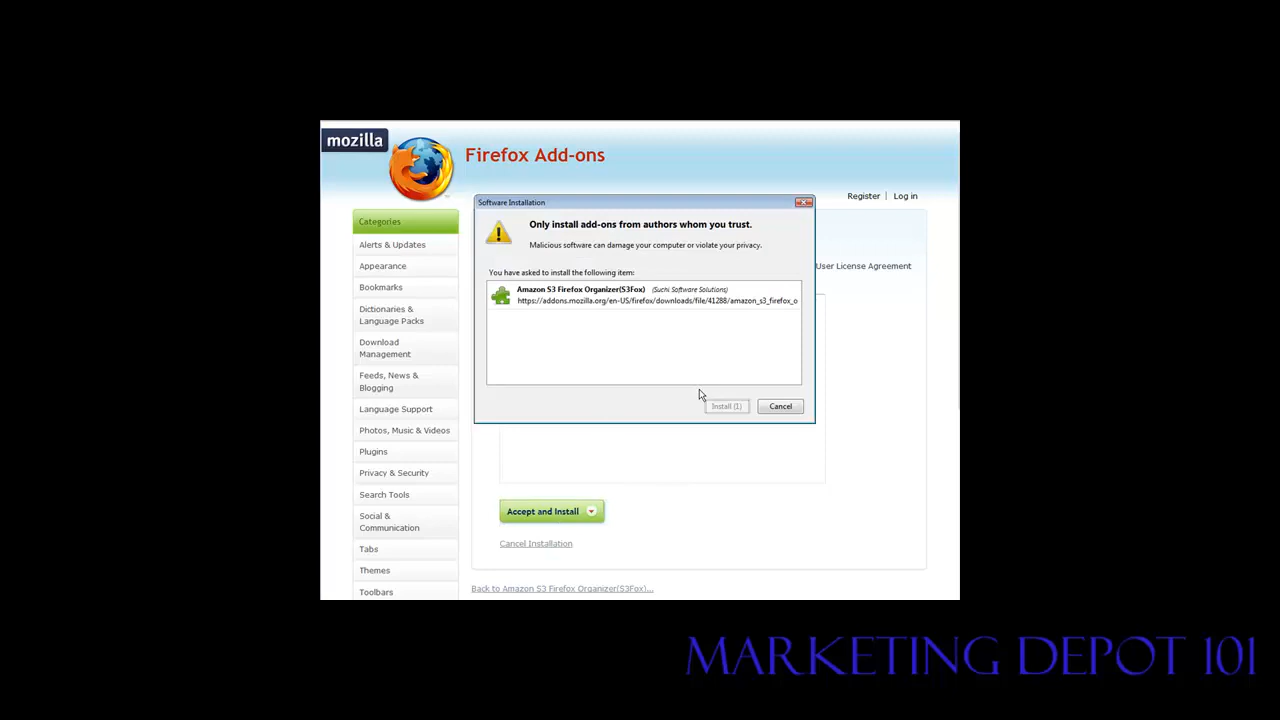 mozilla
Firefox Add-ons
Register | Log in
Software Installation
Only install add-ons from authors whom you trust.
Malicious software can damage your computer or violate your privacy.
You have asked to install the following item:
Amazon S3 Firefox Organizer(S3Fox) (Suchi Software Solutions)
https://addons.mozilla.org/en-US/firefox/downloads/file/41288/amazon_s3_firefox_o
Install (1)
Cancel
User License Agreement
Categories
Alerts & Updates
Appearance
Bookmarks
Dictionaries &
Language Packs
Download
Management
Feeds, News &
Blogging
Language Support
Photos, Music & Videos
Plugins
Privacy & Security
Search Tools
Social &
Communication
Tabs
Themes
Toolbars
Accept and Install
Cancel Installation
Back to Amazon S3 Firefox Organizer(S3Fox)...
MARKETING DEPOT 101